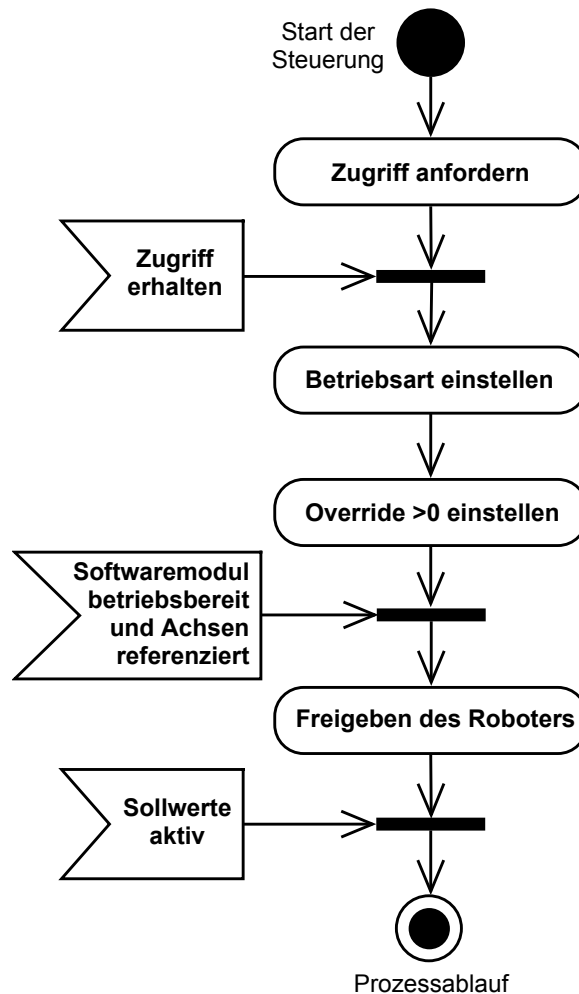 Start der
Steuerung
Zugriff anfordern
Zugriff
erhalten
Betriebsart einstellen
Override >0 einstellen
Softwaremodul
betriebsbereit
und Achsen
referenziert
Freigeben des Roboters
Sollwerte
aktiv
Prozessablauf